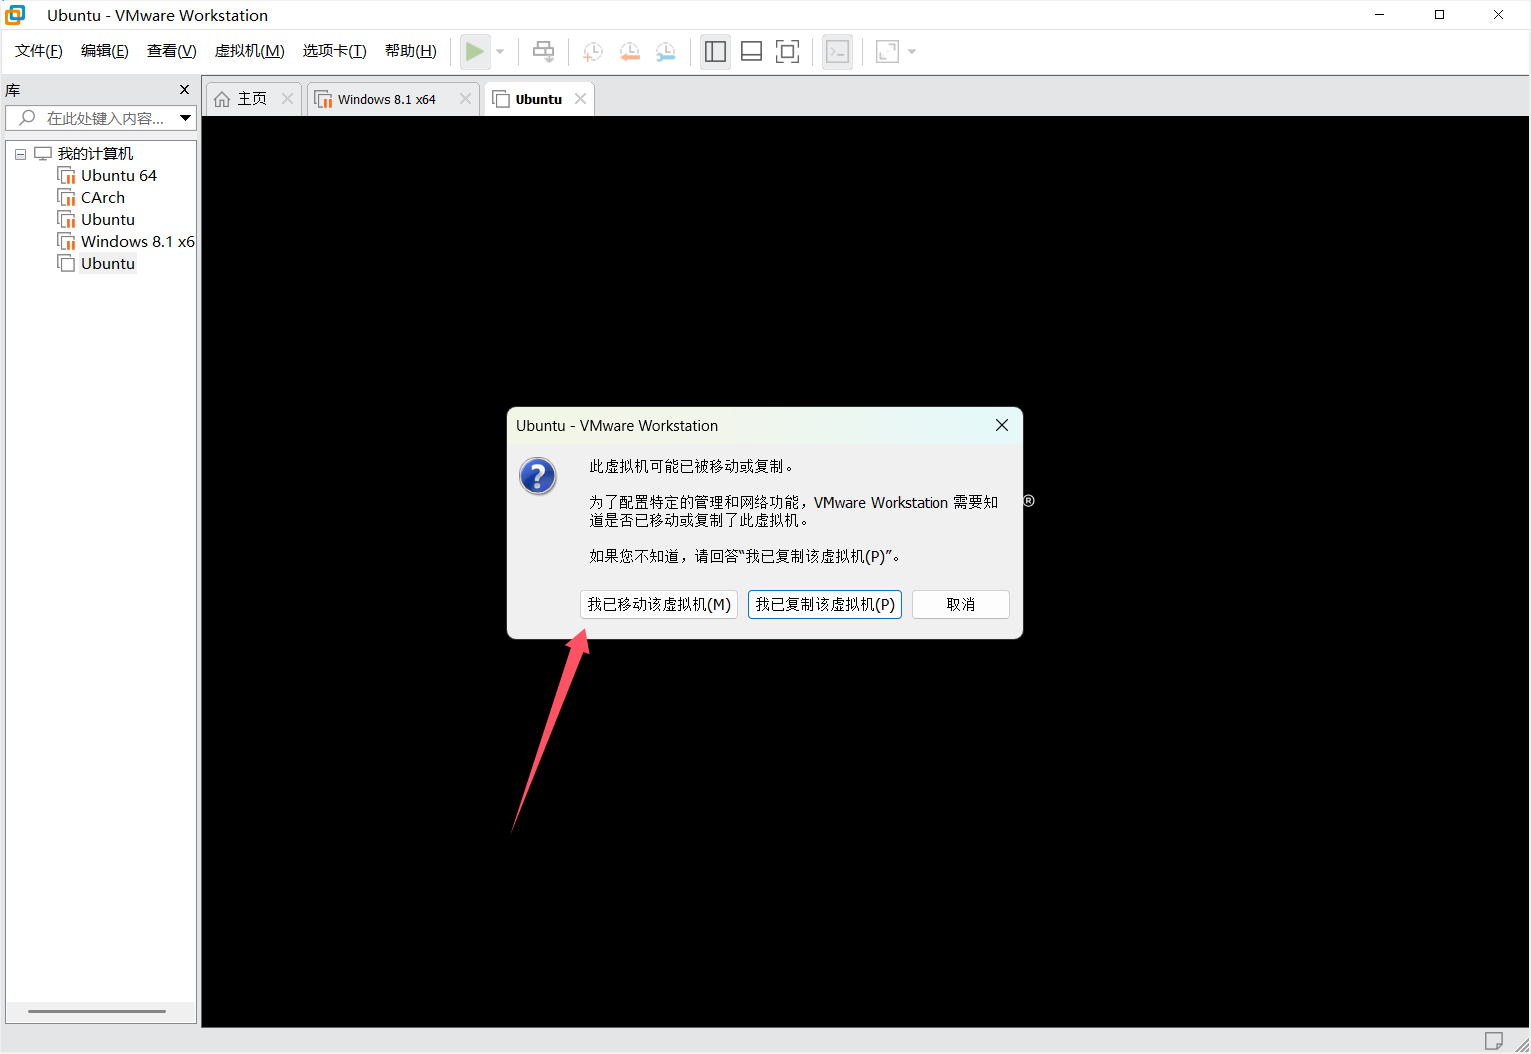 Ubuntu - VMware Workstation
文件(F) 编辑(E) 查看(V) 虚拟机(M) 选项卡(T) 帮助(H)
库
在此处键入内容...
主页
Windows 8.1 x64
Ubuntu
我的计算机
Ubuntu 64
CArch
Ubuntu
Windows 8.1 x6
Ubuntu
Ubuntu - VMware Workstation
此虚拟机可能已被移动或复制。
为了配置特定的管理和网络功能，VMware Workstation 需要知
道是否已移动或复制了此虚拟机。
如果您不知道，请回答“我已复制该虚拟机(P)”。
我已移动该虚拟机(M) 我已复制该虚拟机(P) 取消
®